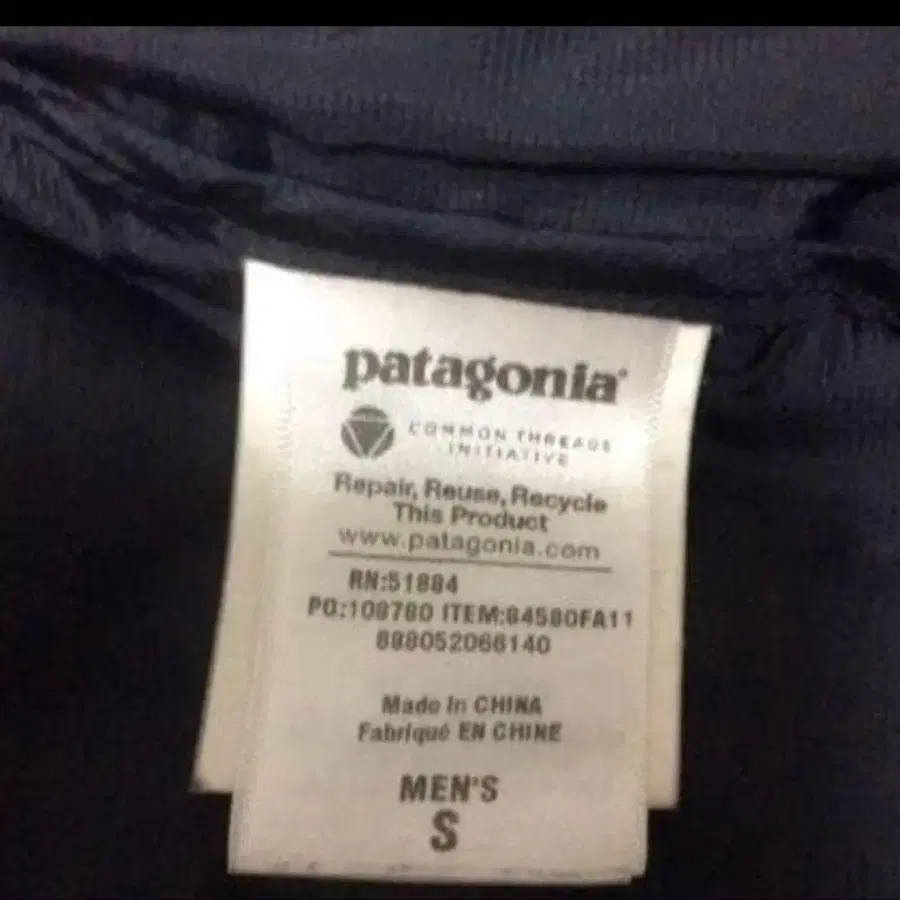 patagonia
COMMON THREADS
INITIATIVE
Repair, Reuse, Recycle
This Product
www.patagonia.com
RN:51884
PO:108780 ITEM:84580FA11
888052066140
Made in CHINA
Fabriqué EN CHINE
MEN'S
S